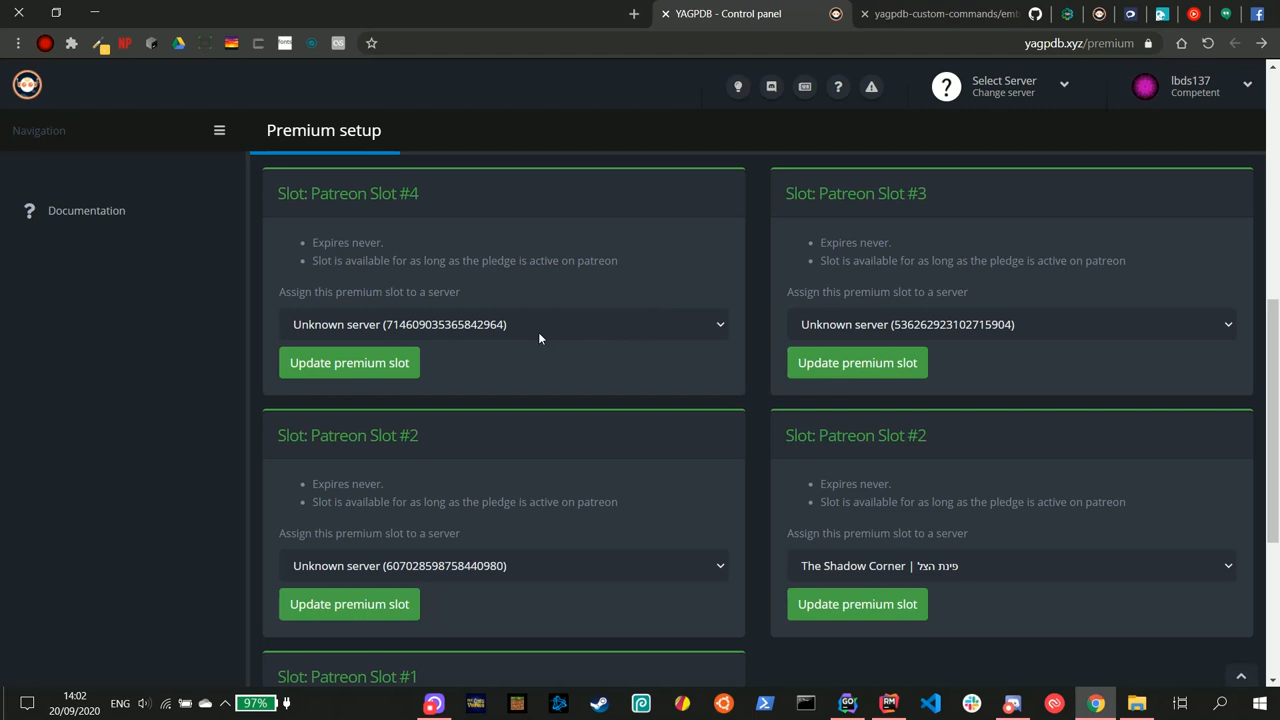 YAGPDB - Control panel
yagpdb-custom-commands/emb
NP
fonts
yagpdb.xyz/premium
Select Server
Change server
lbds137
Competent
Navigation
Premium setup
Documentation
Slot: Patreon Slot #4
Expires never.
Slot is available for as long as the pledge is active on patreon
Assign this premium slot to a server
Unknown server (714609035365842964)
Update premium slot
Slot: Patreon Slot #3
Expires never.
Slot is available for as long as the pledge is active on patreon
Assign this premium slot to a server
Unknown server (536262923102715904)
Update premium slot
Slot: Patreon Slot #2
Expires never.
Slot is available for as long as the pledge is active on patreon
Assign this premium slot to a server
Unknown server (607028598758440980)
Update premium slot
Slot: Patreon Slot #2
Expires never.
Slot is available for as long as the pledge is active on patreon
Assign this premium slot to a server
The Shadow Corner | פינת הצל
Update premium slot
Slot: Patreon Slot #1
14:02
20/09/2020
ENG
97%